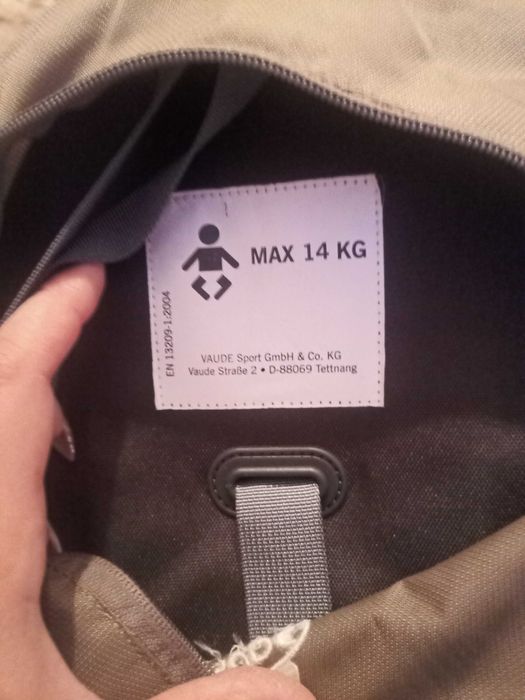 MAX 14 KG
EN 13209-1:2004
VAUDE Sport GmbH & Co. KG
Vaude Straße 2 • D-88069 Tettnang